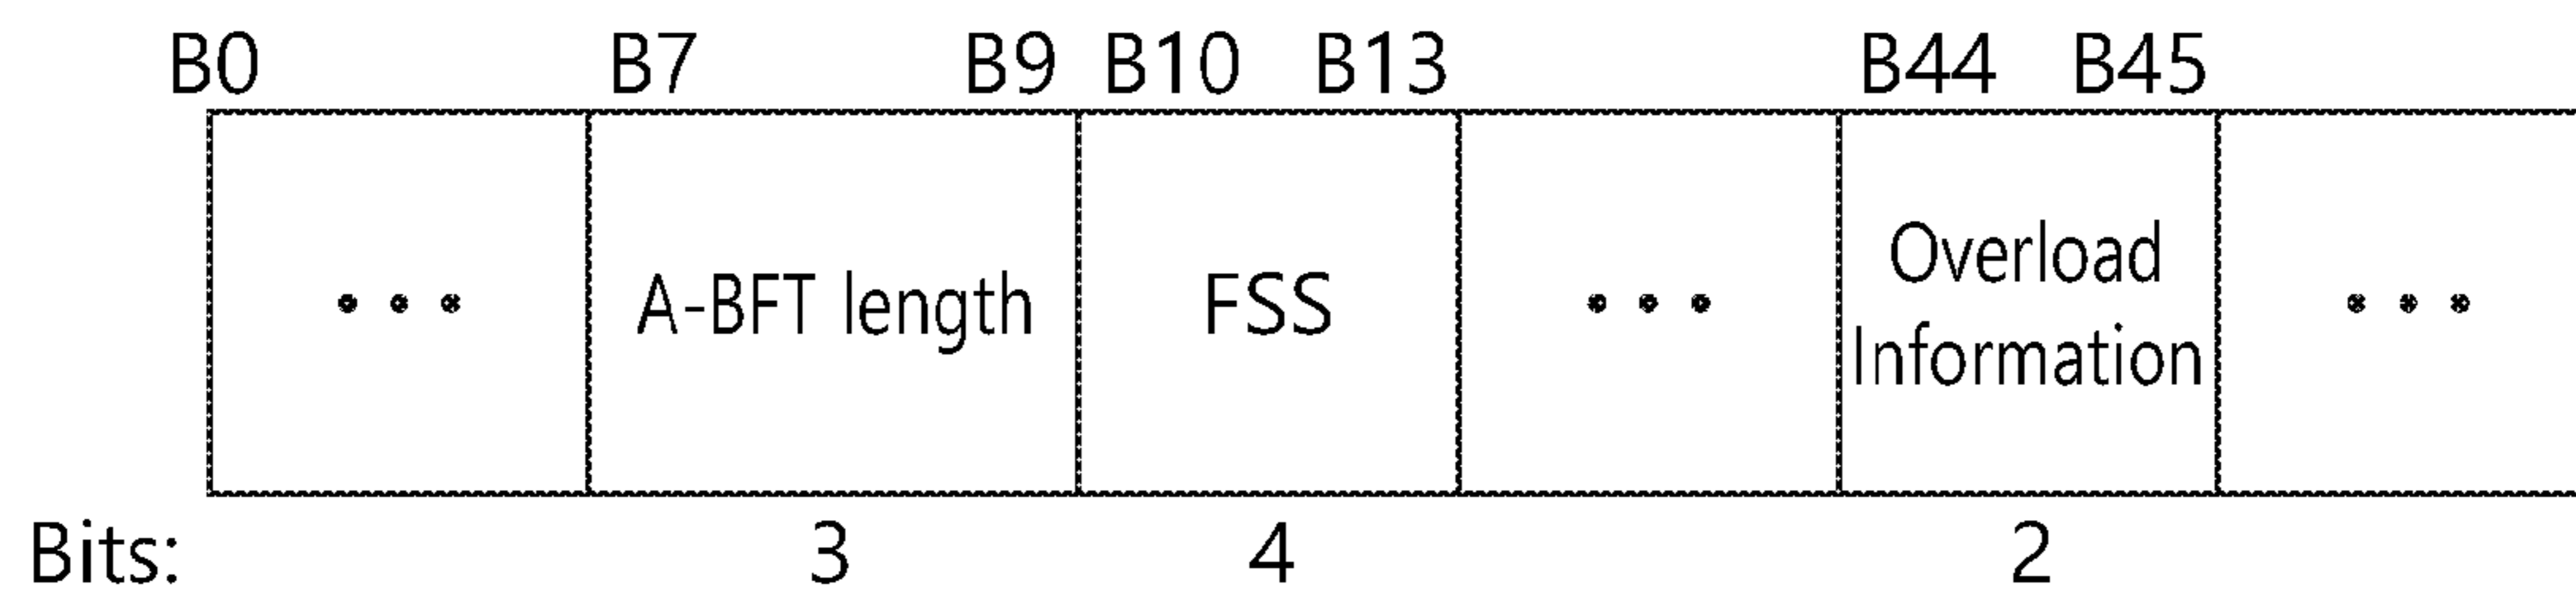 B0 B7 B9 B10 B13 B44 B45
... A-BFT length FSS ... Overload Information ...
Bits: 3 4 2